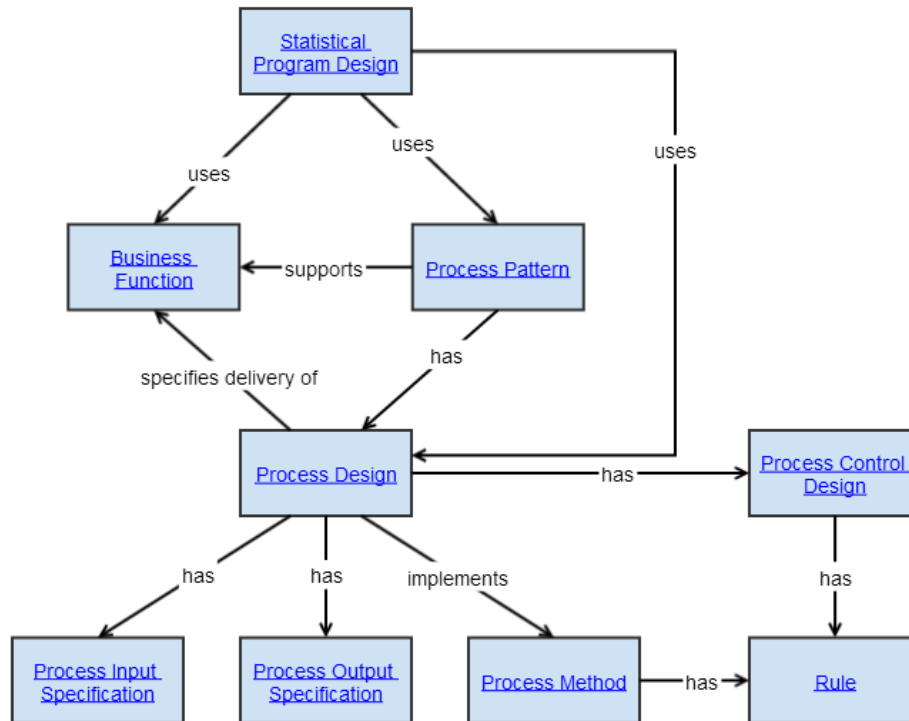 Statistical
Program Design
uses
uses
uses
Business
Function
supports
Process Pattern
has
specifies delivery of
Process Design
has
Process Control
Design
has
has
implements
has
Process Input
Specification
Process Output
Specification
Process Method
has
Rule